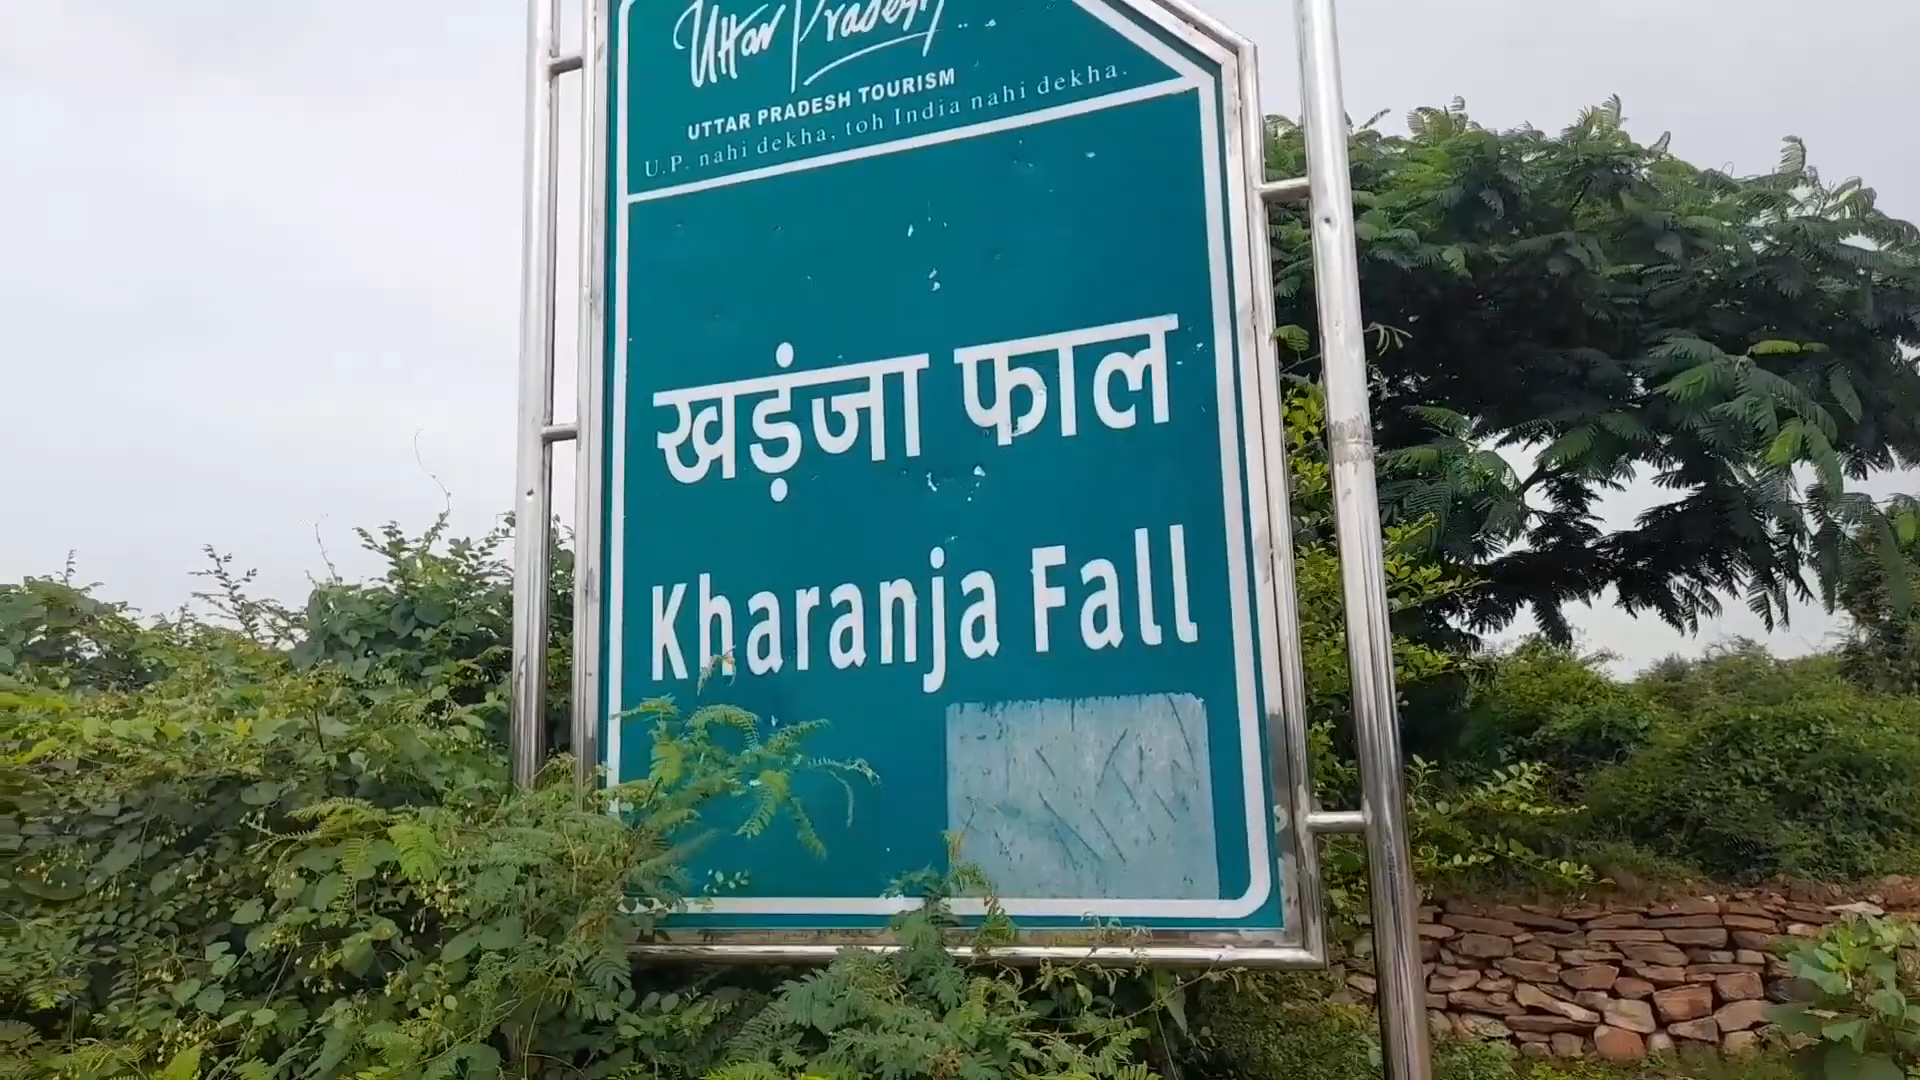 Uttar Pradesh
UTTAR PRADESH TOURISM
U.P. nahi dekha, toh India nahi dekha.
खड़ंजा फाल
Kharanja Fall